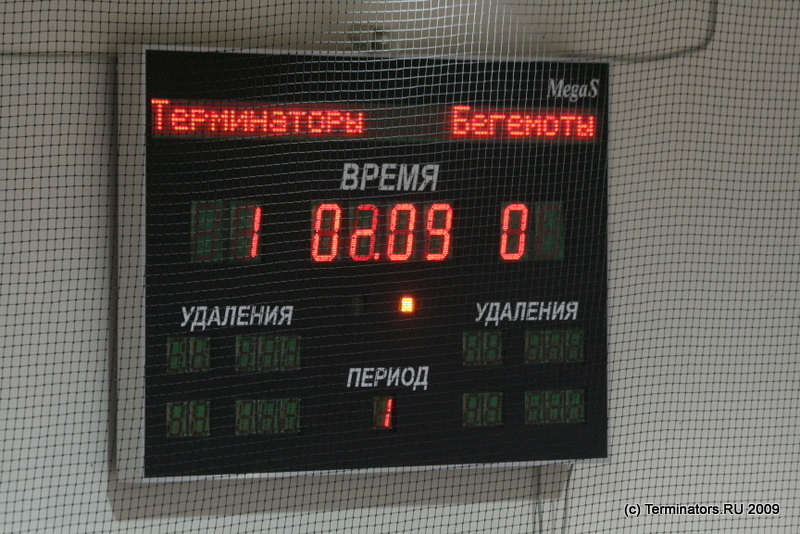 MegaS
Терминаторы Бегемоты
ВРЕМЯ
1 02.09 0
УДАЛЕНИЯ УДАЛЕНИЯ
ПЕРИОД
1
(c) Terminators.RU 2009